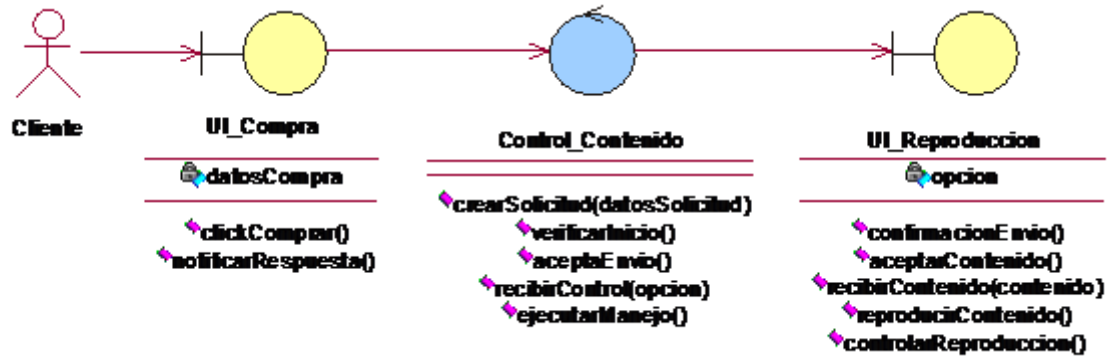 Cliente
UI_Compra
datosCompra
clickComprar()
notificarRespuesta()
Control_Contenido
crearSolicitud(datosSolicitud)
verificarInicio()
aceptaEnvio()
recibirControl(opcion)
ejecutarManejo()
UI_Reproduccion
opcion
confirmacionEnvio()
aceptarContenido()
recibirContenido(contenido)
reproducirContenido()
controlarReproduccion()